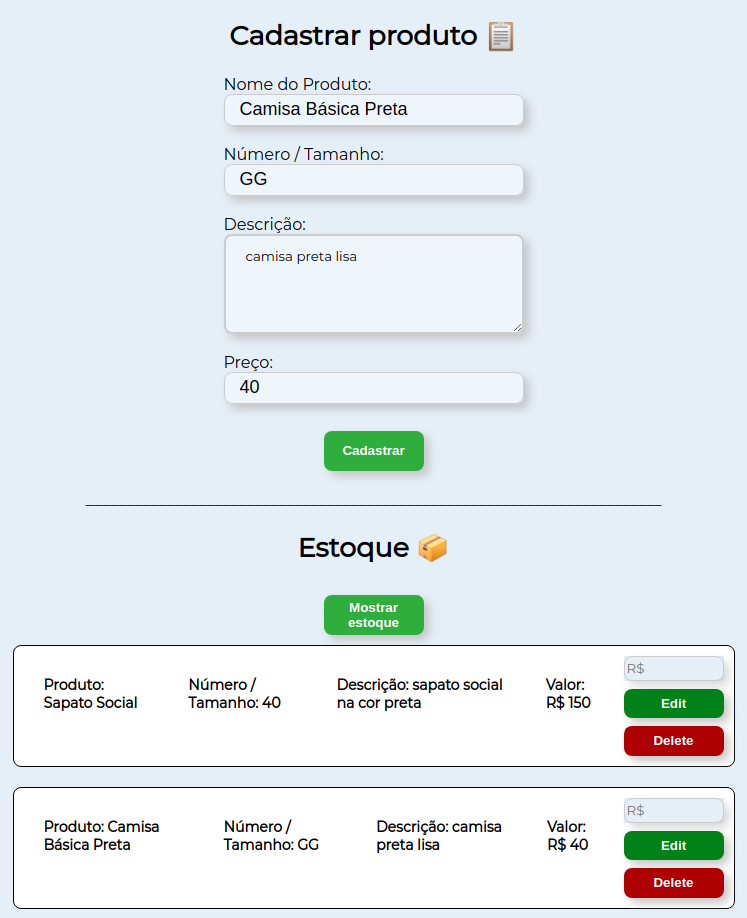 Cadastrar produto 📋
Nome do Produto:
Camisa Básica Preta
Número / Tamanho:
GG
Descrição:
camisa preta lisa
Preço:
40
Cadastrar
Estoque 📦
Mostrar
estoque
Produto:
Sapato Social
Número /
Tamanho: 40
Descrição: sapato social
na cor preta
Valor:
R$ 150
R$
Edit
Delete
Produto: Camisa
Básica Preta
Número /
Tamanho: GG
Descrição: camisa
preta lisa
Valor:
R$ 40
R$
Edit
Delete